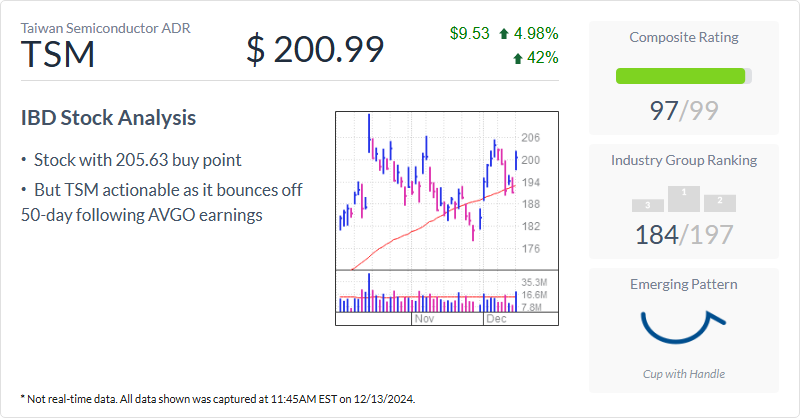 Taiwan Semiconductor ADR
TSM
$ 200.99
$9.53 4.98%
42%
IBD Stock Analysis
• Stock with 205.63 buy point
• But TSM actionable as it bounces off
50-day following AVGO earnings
206
200
194
188
182
176
35.3M
16.6M
7.8M
Nov Dec
* Not real-time data. All data shown was captured at 11:45AM EST on 12/13/2024.
Composite Rating
97/99
Industry Group Ranking
3 1 2
184/197
Emerging Pattern
Cup with Handle